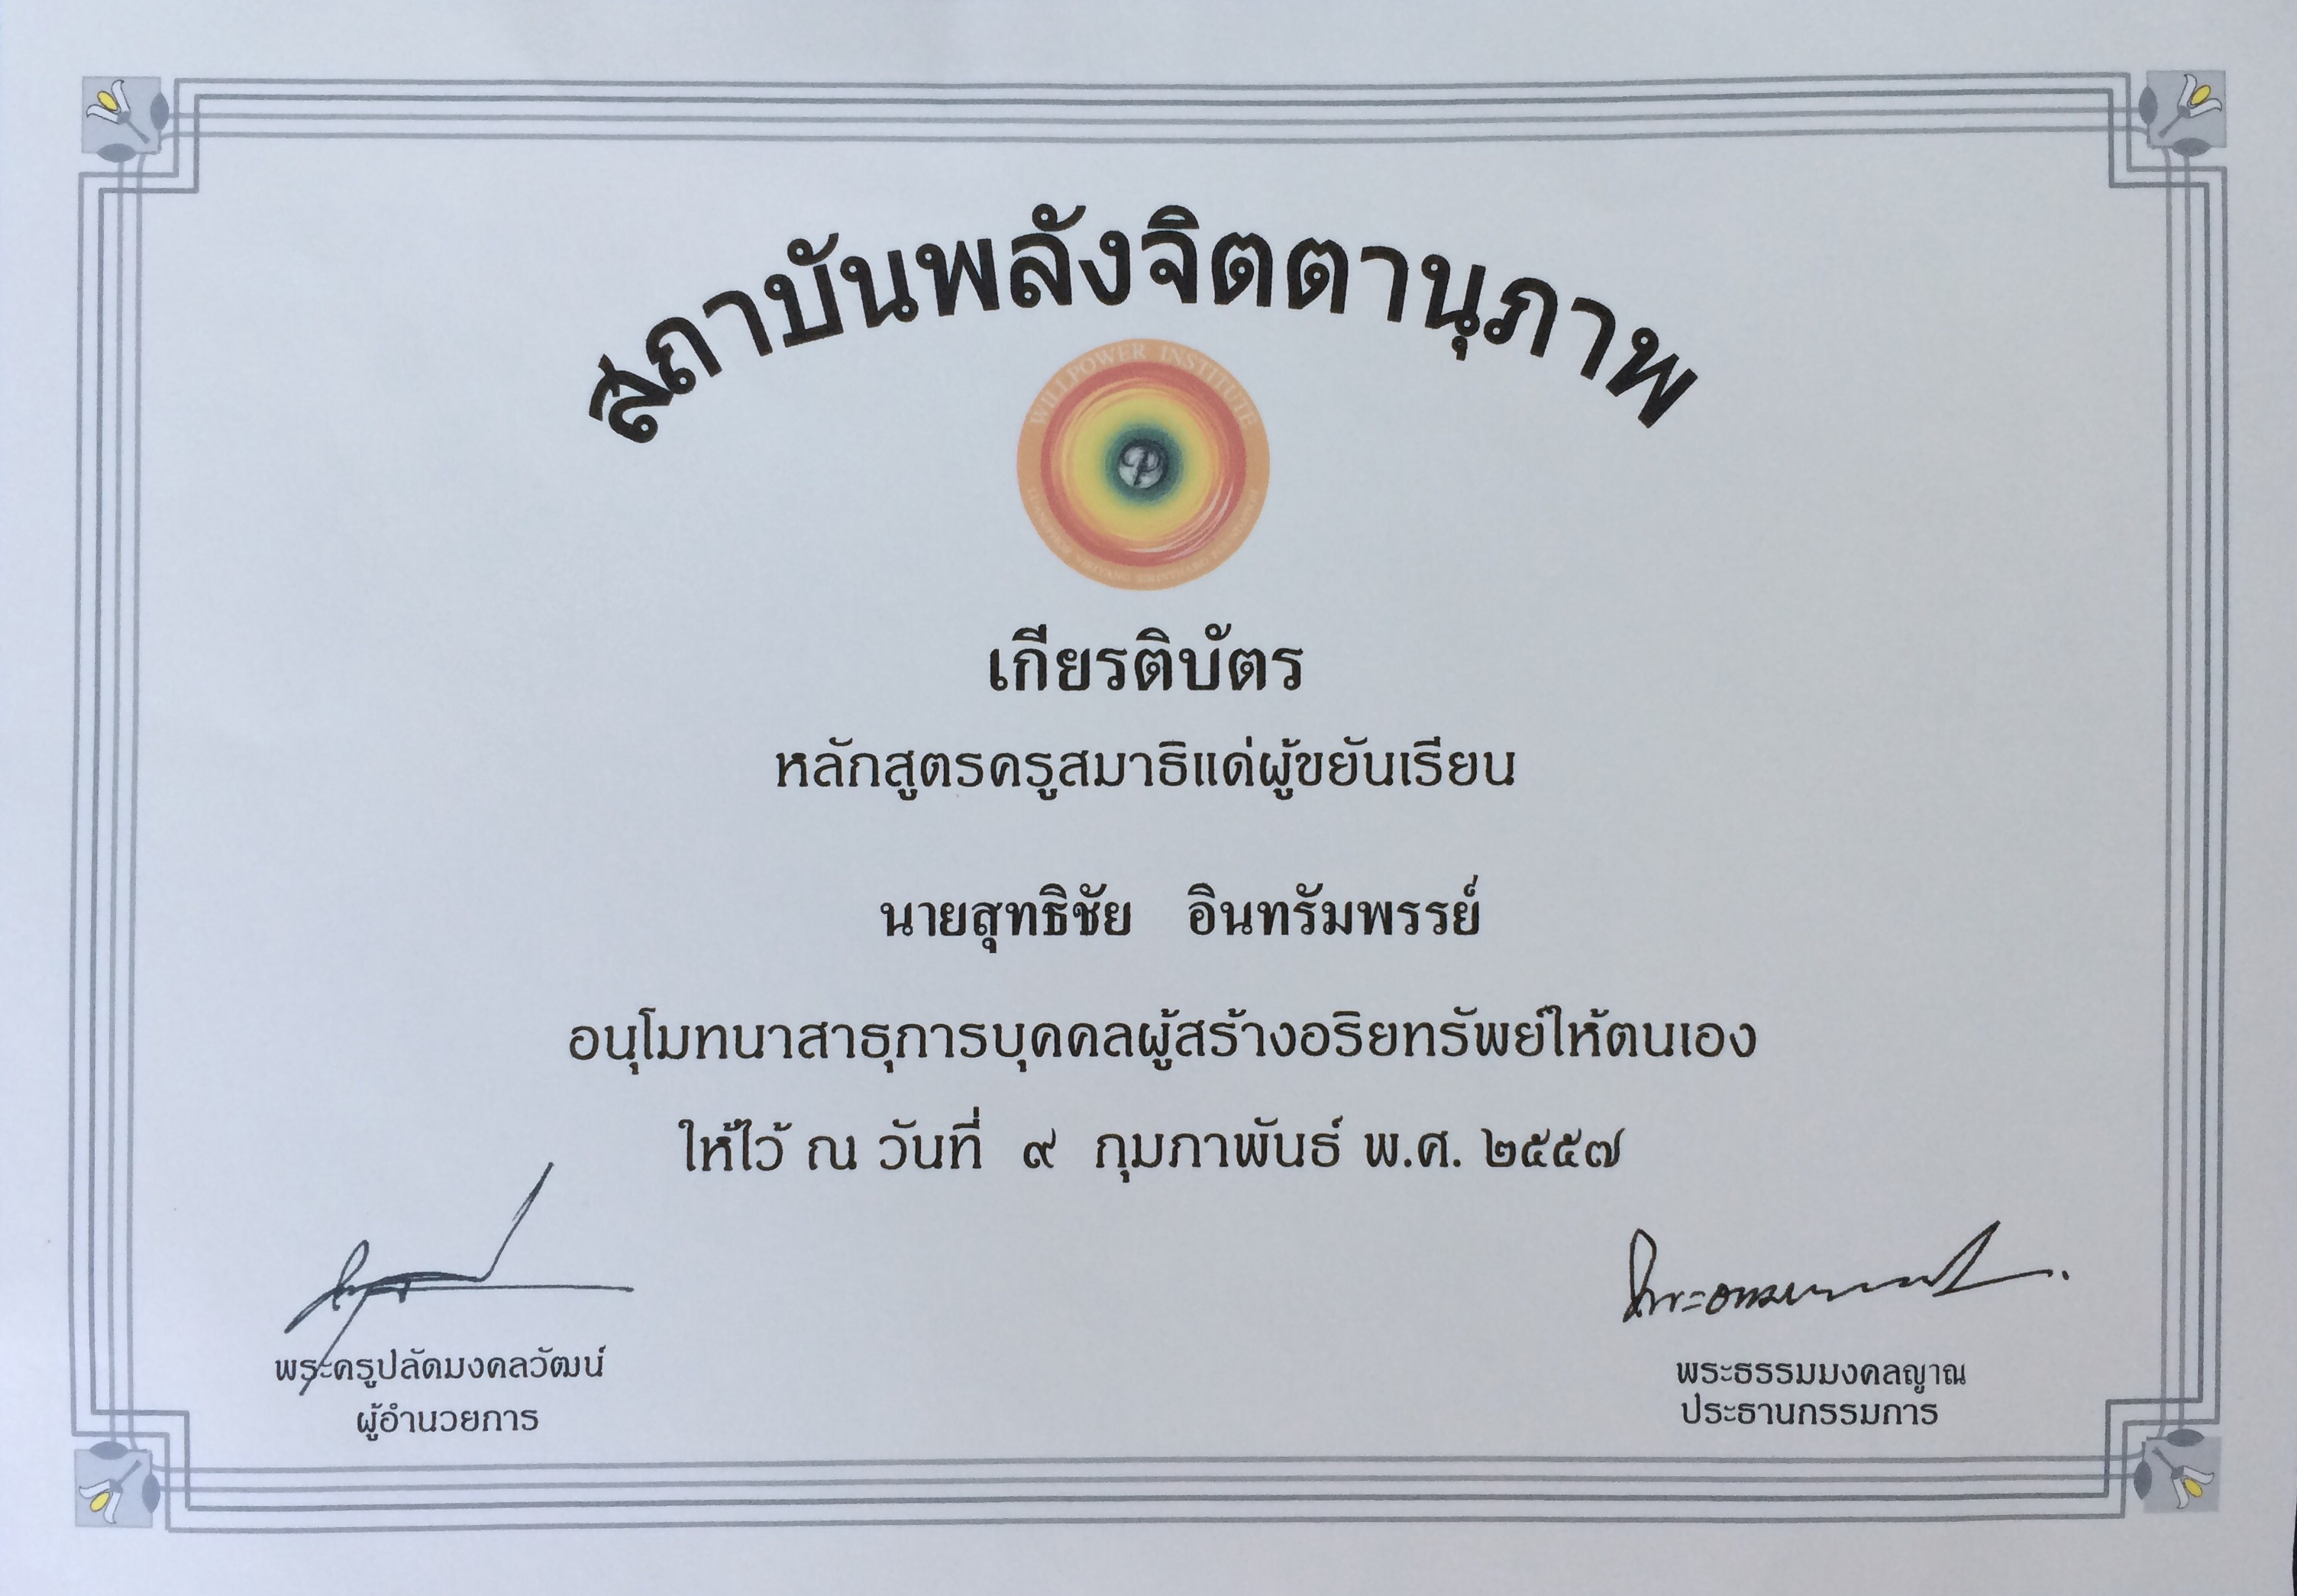 สถาบันพลังจิตตานุภาพ
WILLPOWER INSTITUTE
เกียรติบัตร
หลักสูตรครูสมาธิแด่ผู้ขยันเรียน
นายสุทธิชัย อินทรัมพรรย์
อนุโมทนาสาธุการบุคคลผู้สร้างอริยทรัพย์ให้ตนเอง
ให้ไว้ ณ วันที่ ๙ กุมภาพันธ์ พ.ศ. ๒๕๕๗
พระครูปลัดมงคลวัฒน์
ผู้อำนวยการ
พระธรรมมงคลญาณ
ประธานกรรมการ